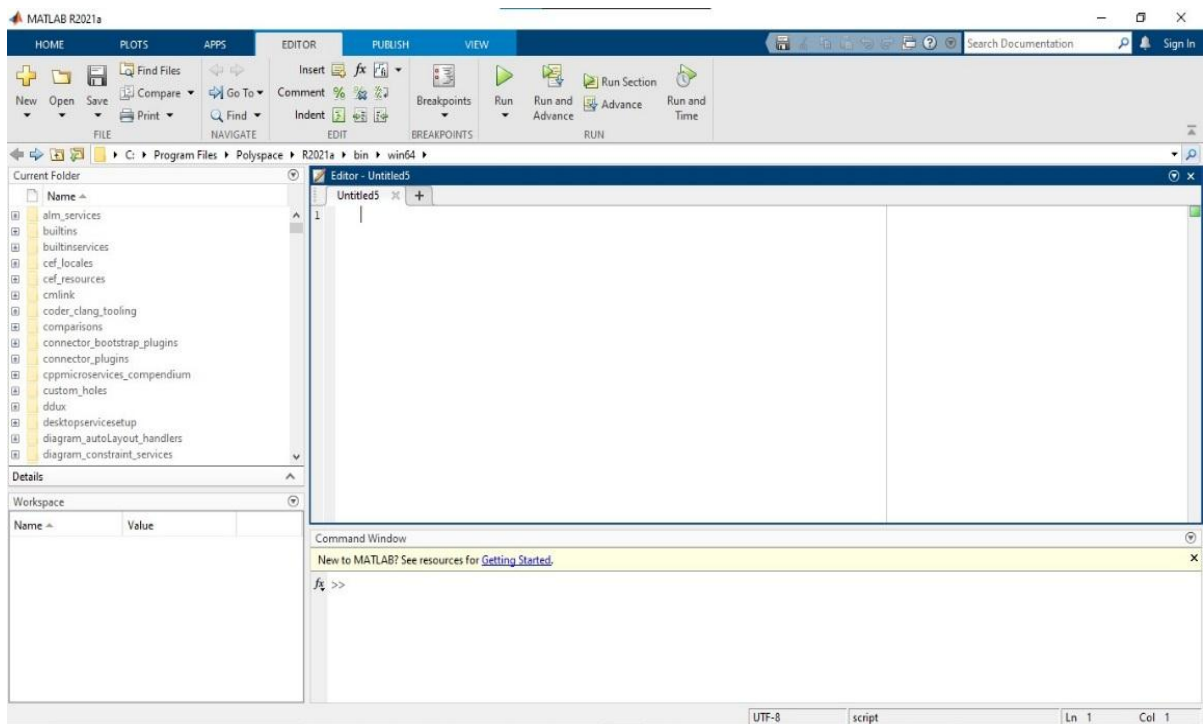 MATLAB R2021a
HOME PLOTS APPS EDITOR PUBLISH VIEW Search Documentation Sign In
New Open Save Find Files Compare Print
FILE
Go To Find
NAVIGATE
Insert fx
Comment % %
Indent
EDIT
Breakpoints
BREAKPOINTS
Run Run and Advance Run Section Advance Run and Time
RUN
C: Program Files Polyspace R2021a bin win64
Current Folder
Name
alm_services
builtins
builtinservices
cef_locales
cef_resources
cmlink
coder_clang_tooling
comparisons
connector_bootstrap_plugins
connector_plugins
cppmicroservices_compendium
custom_holes
ddux
desktopservicesetup
diagram_autoLayout_handlers
diagram_constraint_services
Details
Workspace
Name Value
Editor - Untitled5
Untitled5 +
1
Command Window
New to MATLAB? See resources for Getting Started.
fx >>
UTF-8 script Ln 1 Col 1